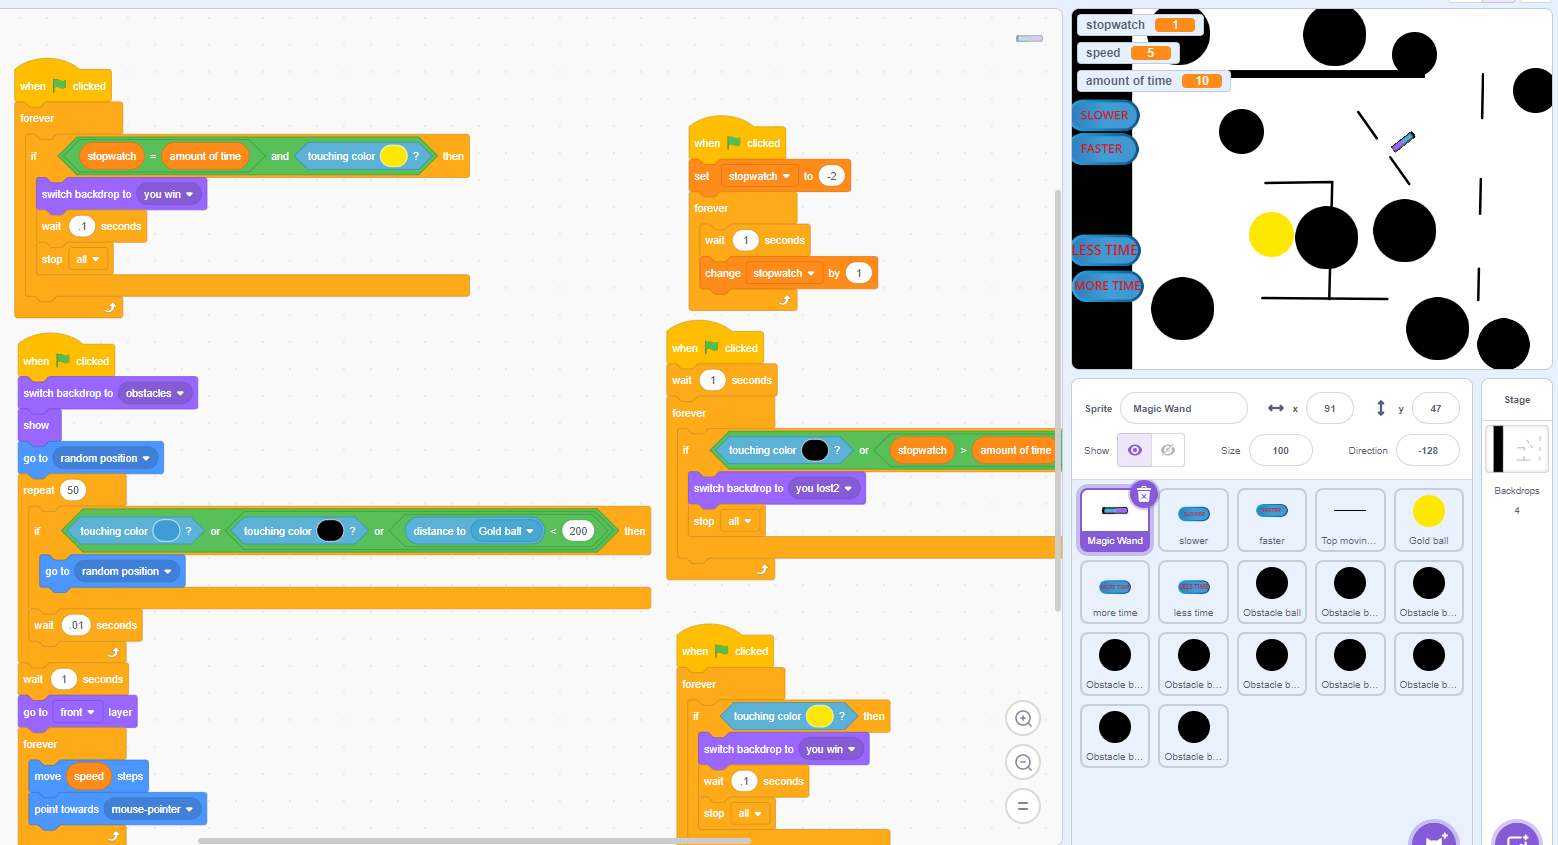 when clicked
forever
if stopwatch = amount of time and touching color ? then
switch backdrop to you win
wait .1 seconds
stop all
when clicked
switch backdrop to obstacles
show
go to random position
repeat 50
if touching color ? or touching color ? or distance to Gold ball < 200 then
go to random position
wait .01 seconds
wait 1 seconds
go to front layer
forever
move speed steps
point towards mouse-pointer
when clicked
set stopwatch to -2
forever
wait 1 seconds
change stopwatch by 1
when clicked
wait 1 seconds
forever
if touching color ? or stopwatch > amount of time
switch backdrop to you lost2
stop all
when clicked
forever
if touching color ? then
switch backdrop to you win
wait .1 seconds
stop all
stopwatch 1
speed 5
amount of time 10
SLOWER
FASTER
LESS TIME
MORE TIME
Sprite Magic Wand x 91 y 47
Show Size 100 Direction -128
Magic Wand slower faster Top movin... Gold ball
more time less time Obstacle ball Obstacle b... Obstacle b...
Obstacle b... Obstacle b... Obstacle b... Obstacle b... Obstacle b...
Obstacle b... Obstacle b...
Stage
Backdrops
4